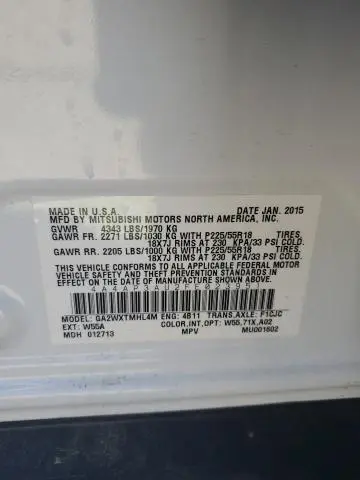 MADE IN U.S.A. DATE JAN. 2015
MFD BY MITSUBISHI MOTORS NORTH AMERICA, INC.
GVWR 4343 LBS/1970 KG
GAWR FR. 2271 LBS/1030 KG WITH P225/55R18 TIRES,
18X7J RIMS AT 230 KPA/33 PSI COLD.
GAWR RR. 2205 LBS/1000 KG WITH P225/55R18 TIRES,
18X7J RIMS AT 230 KPA/33 PSI COLD.
THIS VEHICLE CONFORMS TO ALL APPLICABLE FEDERAL MOTOR
VEHICLE SAFETY AND THEFT PREVENTION STANDARDS IN
EFFECT ON THE DATE OF MANUFACTURE SHOWN ABOVE.
MODEL: GA2WXTMHL4M ENG: 4B11 TRANS,AXLE: F1CJC
EXT: W55A COLOR,INT,OPT: W55,71X,A02
MDH 012713 MPV MU001602